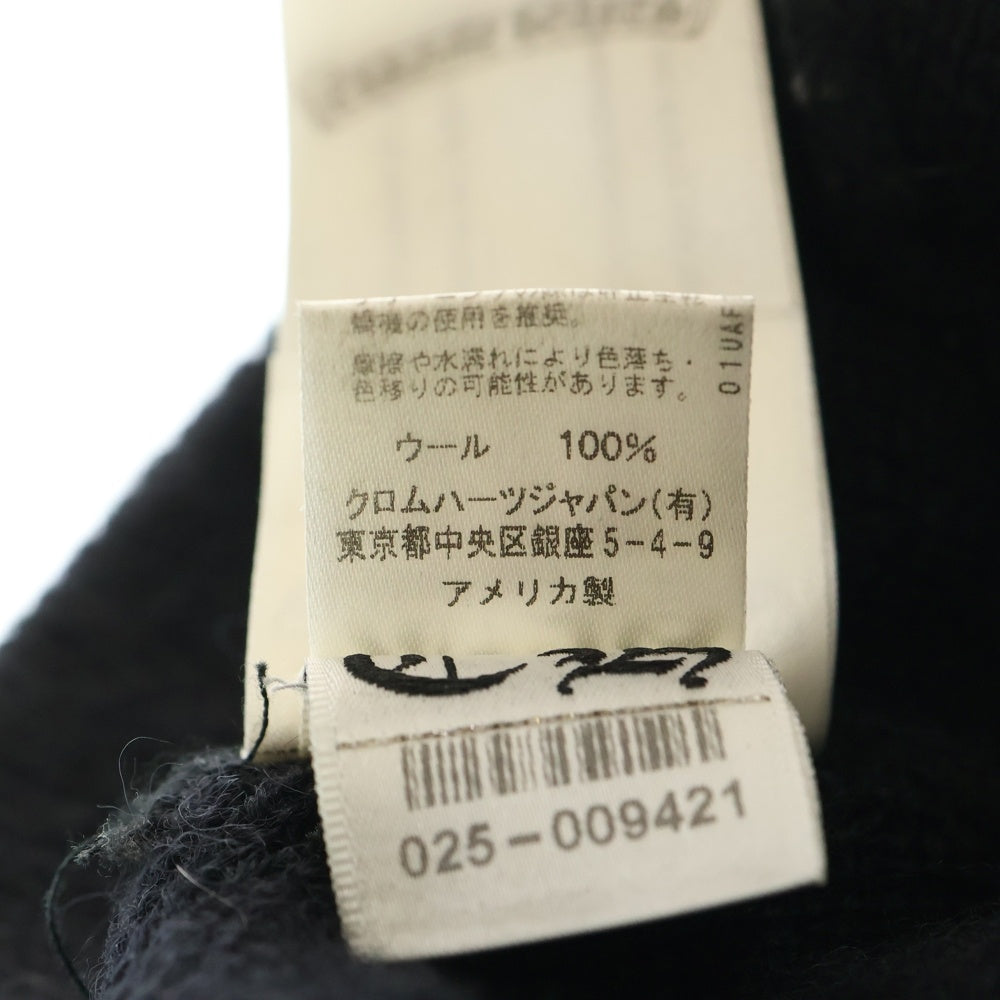 燥機の使用を推奨。
摩擦や水濡れにより色落ち・
色移りの可能性があります。
ウール 100%
クロムハーツジャパン(有)
東京都中央区銀座5-4-9
アメリカ製
01UAF
025-009421